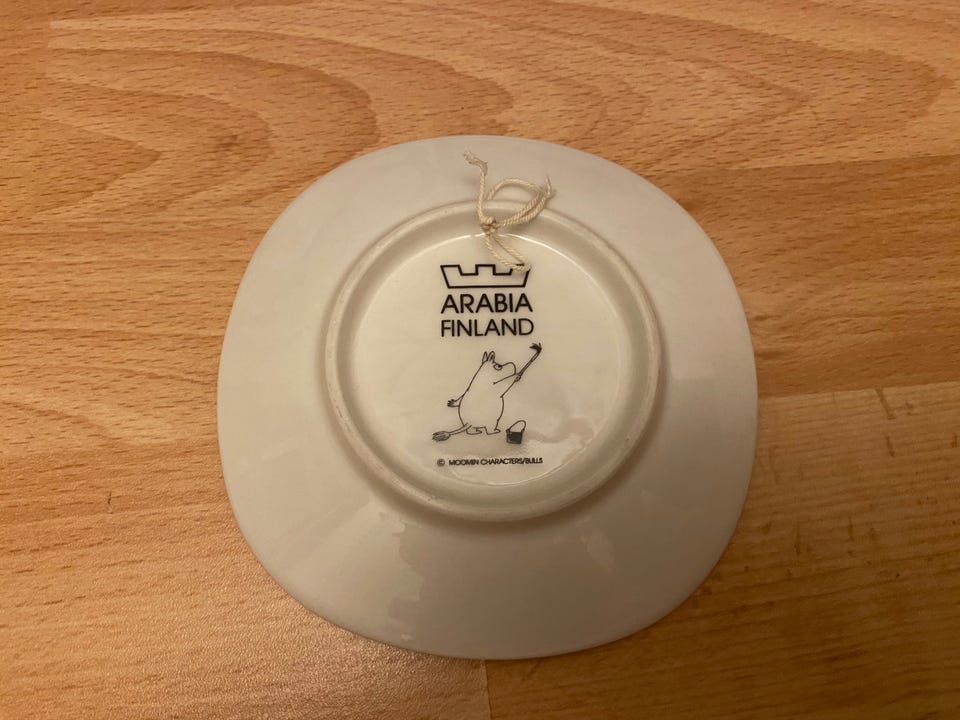 ARABIA
FINLAND
© MOOMIN CHARACTERS/BULLS